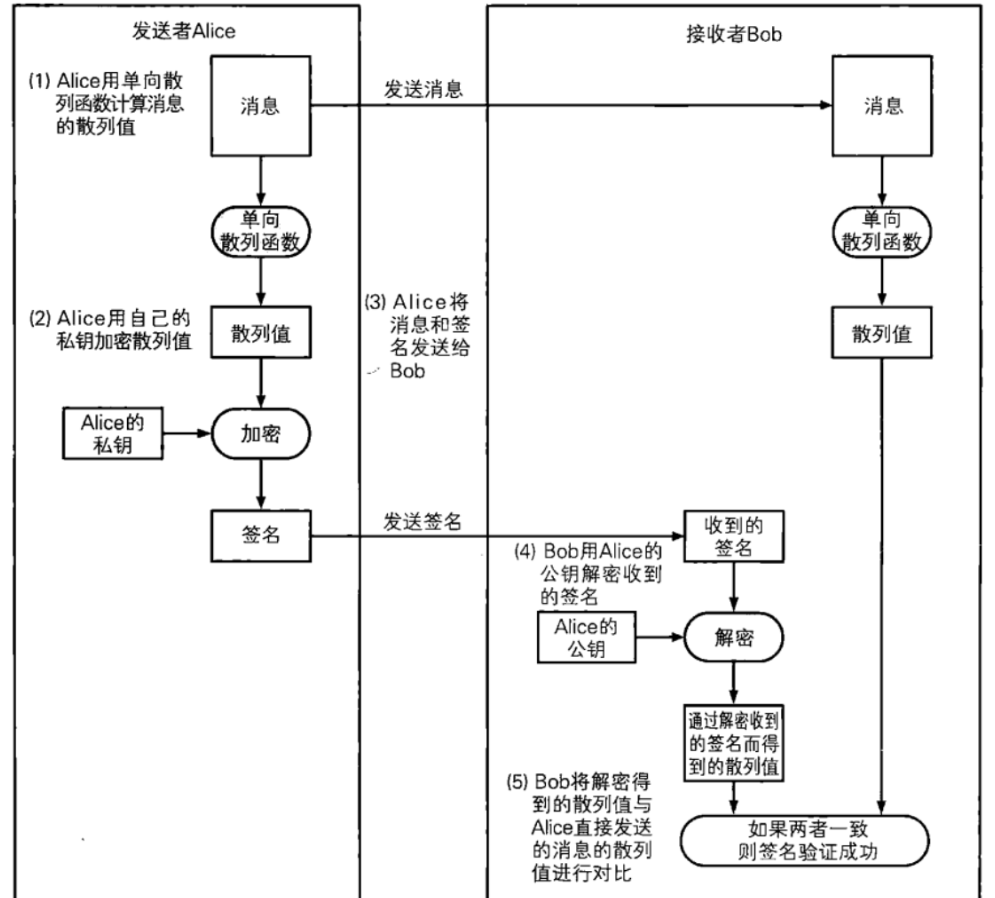 发送者Alice
接收者Bob
(1) Alice用单向散
列函数计算消息
的散列值
消息
发送消息
消息
单向
散列函数
单向
散列函数
(2) Alice用自己的
私钥加密散列值
散列值
(3) Alice将
消息和签
名发送给
Bob
散列值
Alice的
私钥
加密
签名
发送签名
收到的
签名
(4) Bob用Alice的
公钥解密收到
的签名
Alice的
公钥
解密
通过解密收到
的签名而得
到的散列值
(5) Bob将解密得
到的散列值与
Alice直接发送
的消息的散列
值进行对比
如果两者一致
则签名验证成功